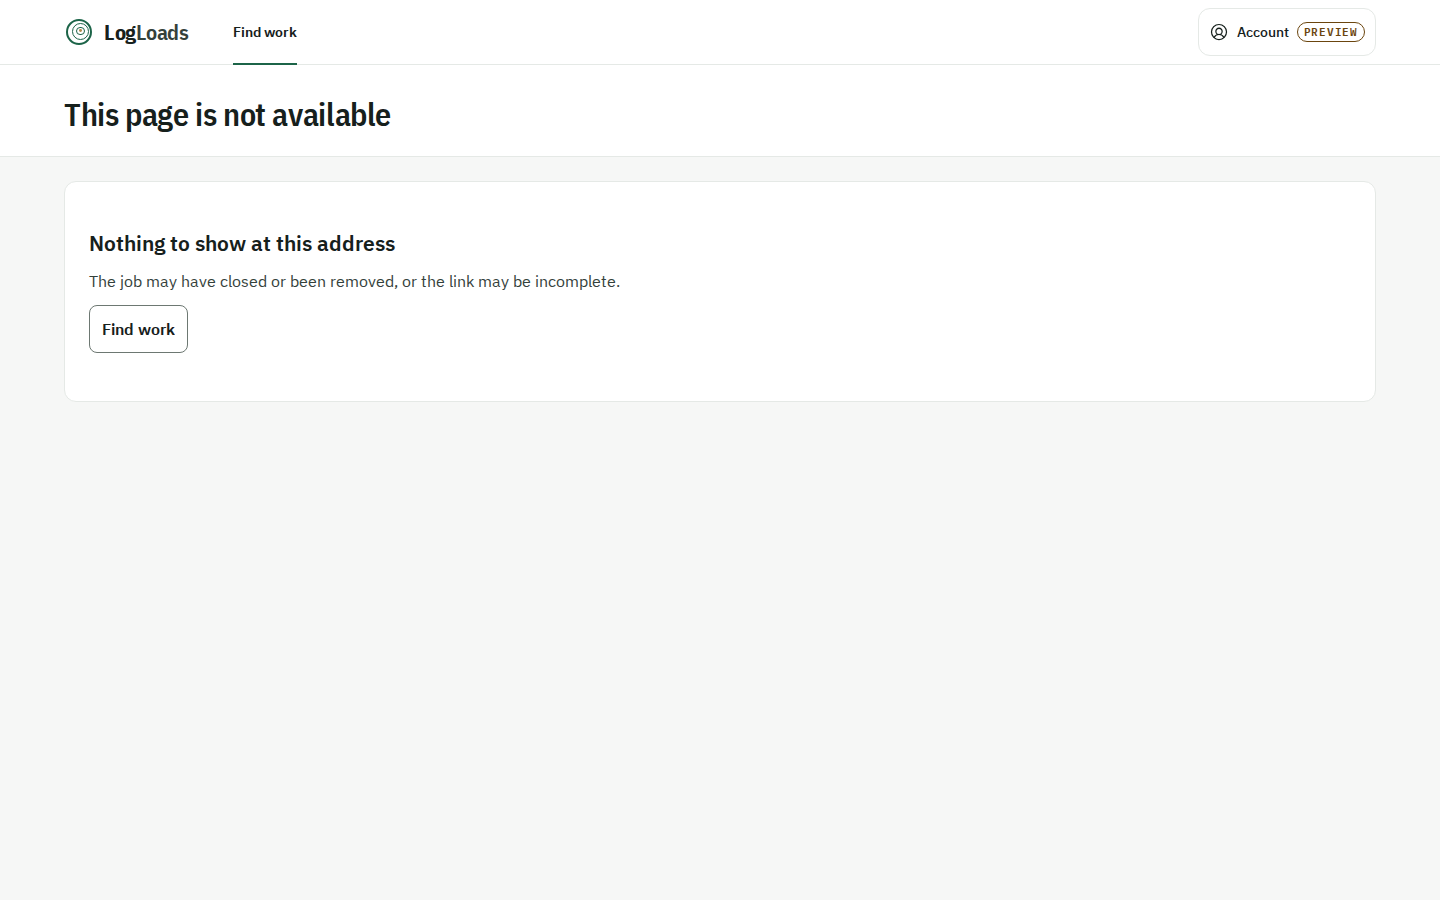 LogLoads
Find work
Account PREVIEW
This page is not available
Nothing to show at this address
The job may have closed or been removed, or the link may be incomplete.
Find work